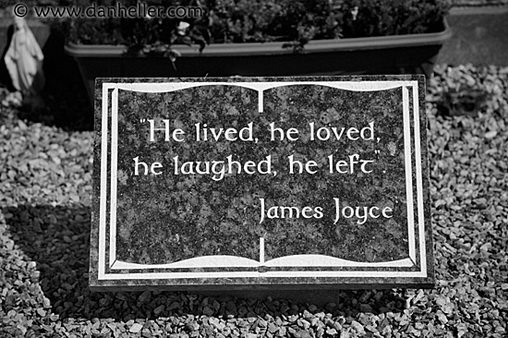 © www.danheller.com
"He lived, he loved,
he laughed, he left".
James Joyce